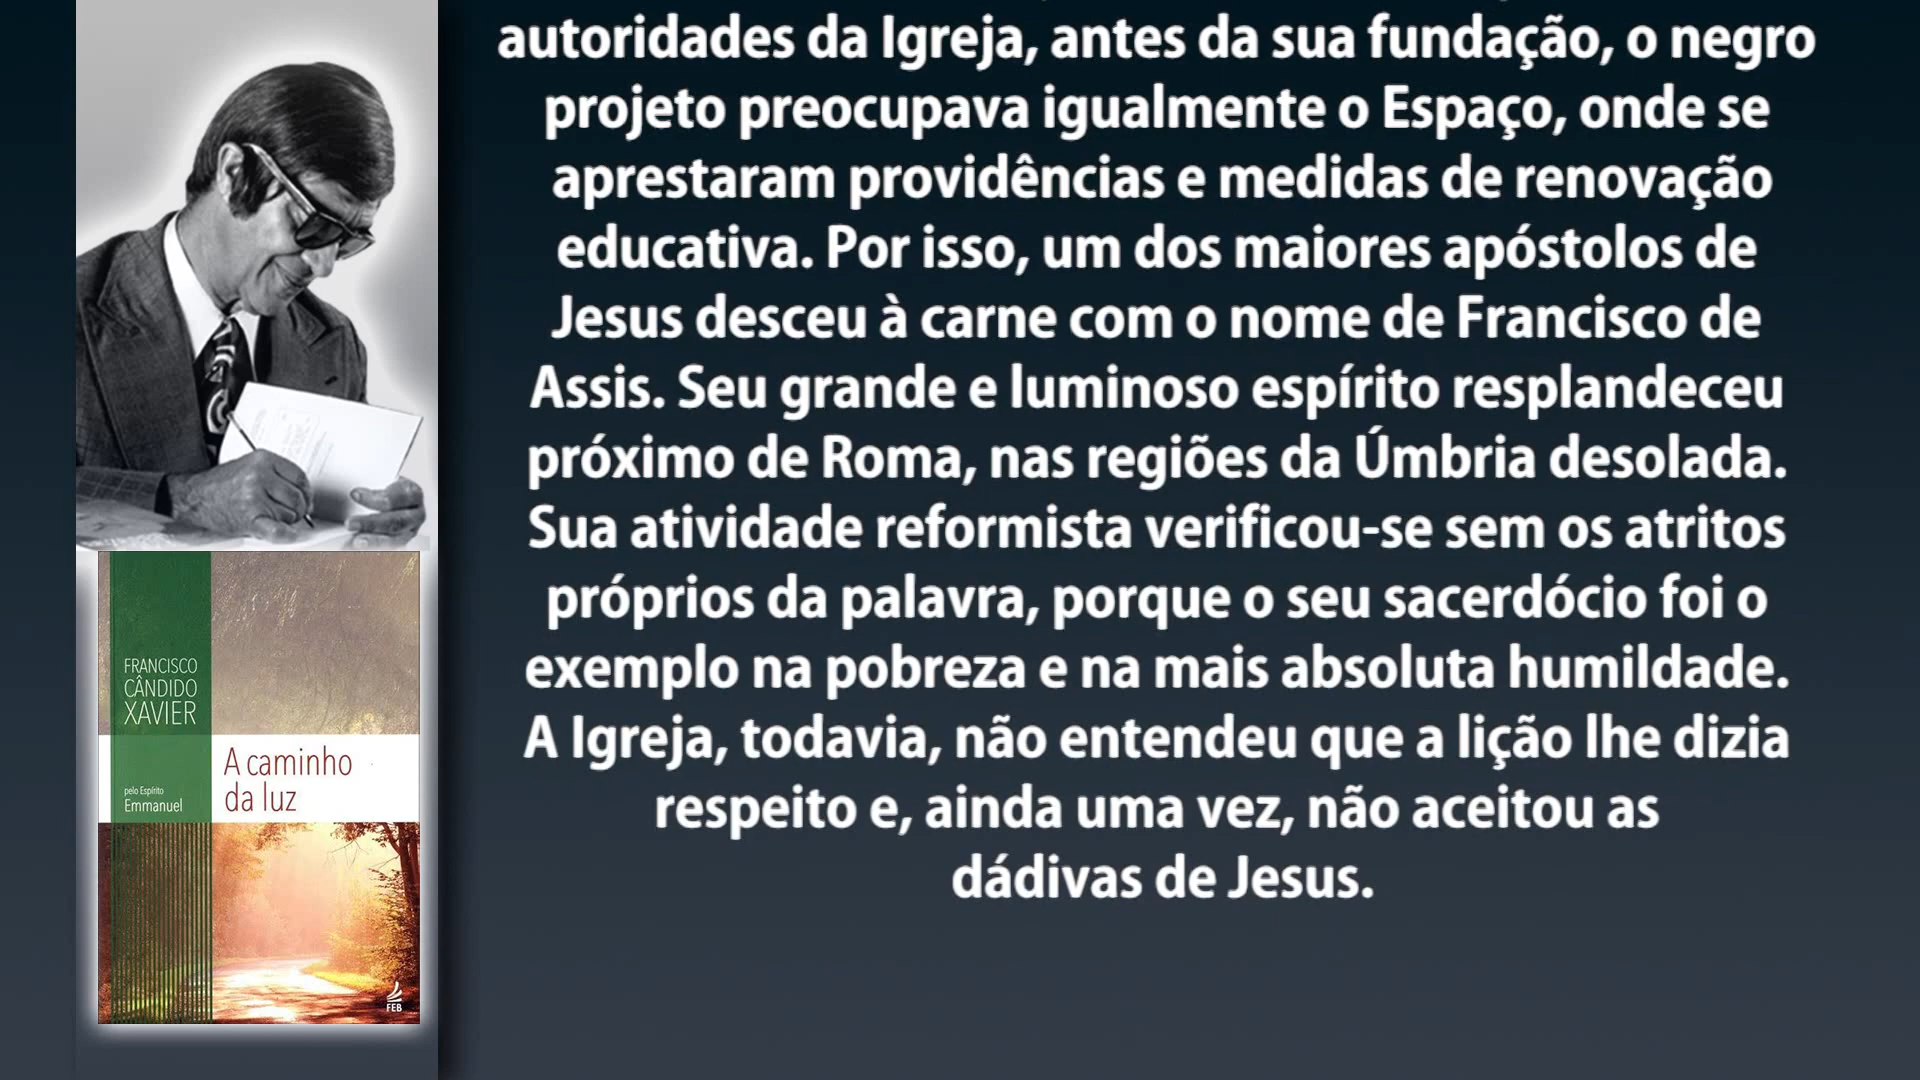 autoridades da Igreja, antes da sua fundação, o negro
projeto preocupava igualmente o Espaço, onde se
aprestaram providências e medidas de renovação
educativa. Por isso, um dos maiores apóstolos de
Jesus desceu à carne com o nome de Francisco de
Assis. Seu grande e luminoso espírito resplandeceu
próximo de Roma, nas regiões da Úmbria desolada.
Sua atividade reformista verificou-se sem os atritos
próprios da palavra, porque o seu sacerdócio foi o
exemplo na pobreza e na mais absoluta humildade.
A Igreja, todavia, não entendeu que a lição lhe dizia
respeito e, ainda uma vez, não aceitou as
dádivas de Jesus.
FRANCISCO
CÂNDIDO
XAVIER
A caminho
da luz
pelo Espírito
Emmanuel
FEB